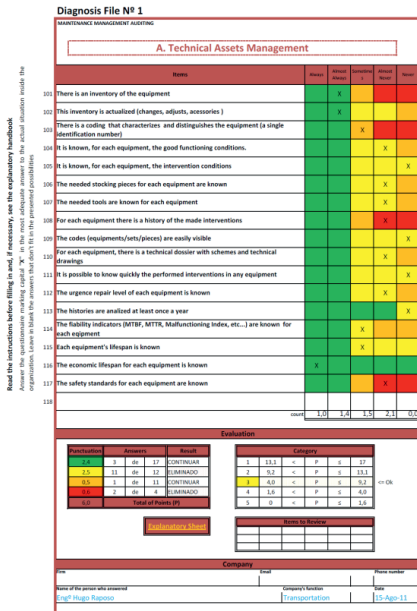 Diagnosis File Nº 1
MAINTENANCE MANAGEMENT AUDITING
A. Technical Assets Management
Read the instructions before filling in and, if necessary, see the explanatory handbook
Answer the questionnaire marking capital "X" in the most adequate answer to the actual situation inside the
organization. Leave in blank the answers that don't fit in the presented possibilities
Items Always Almost Always Sometimes Almost Never Never
101 There is an inventory of the equipment X
102 This inventory is actualized (changes, adjusts, acessories ) X
103 There is a coding that characterizes and distinguishes the equipment (a single
identification number) X
104 It is known, for each equipment, the good functioning conditions. X
105 It is known, for each equipment, the intervention conditions X
106 The needed stocking pieces for each equipment are known X
107 The needed tools are known for each equipment X
108 For each equipment there is a history of the made interventions X
109 The codes (equipments/sets/pieces) are easily visible X
110 For each equipment, there is a technical dossier with schemes and technical
drawings X
111 It is possible to know quickly the performed interventions in any equipment X
112 The urgence repair level of each equipment is known X
113 The histories are analized at least once a year X
114 The fiability indicators (MTBF, MTTR, Malfunctioning Index, etc...) are known for
each eqipment X
115 Each equipment's lifespan is known X
116 The economic lifespan for each equipment is known X
117 The safety standards for each equipment are known X
118
count 1,0 1,4 1,5 2,1 0,0
Evaluation
Punctuation Answers Result
2,4 3 de 17 CONTINUAR
2,5 11 de 12 ELIMINADO
0,5 1 de 11 CONTINUAR
0,6 2 de 4 ELIMINADO
6,0 Total of Points (P)
Explanatory Sheet
Category
1 13,1 < P ≤ 17
2 9,2 < P ≤ 13,1
3 4,0 < P ≤ 9,2 <= Ok
4 1,6 < P ≤ 4,0
5 0 < P ≤ 1,6
Items to Review
Company
Firm Email Phone number
Name of the person who answered Company's function Date
Engº Hugo Raposo Transportation 15-Ago-11